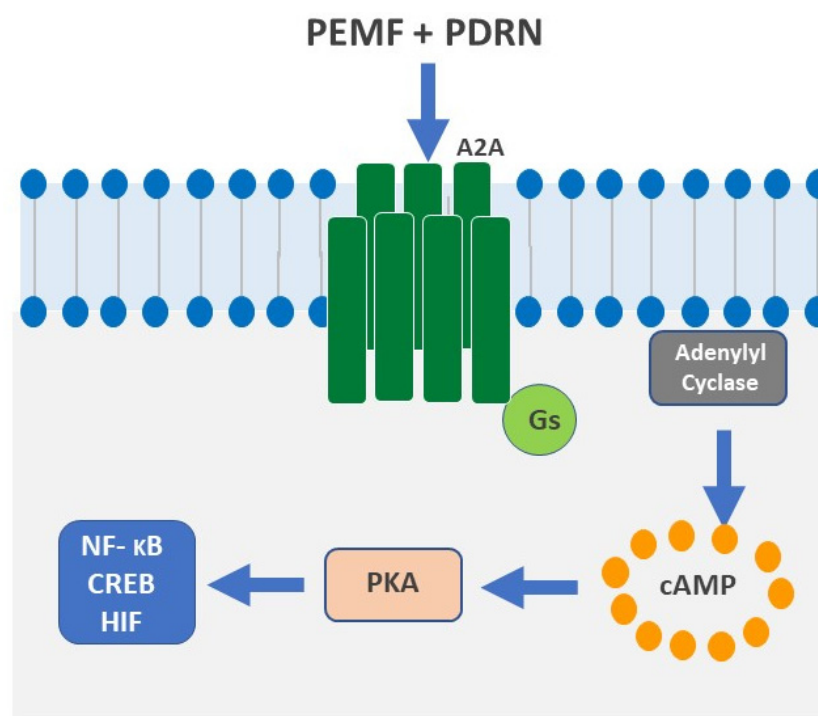 PEMF + PDRN
A2A
Adenylyl
Cyclase
Gs
NF- κB
CREB
HIF
PKA
cAMP